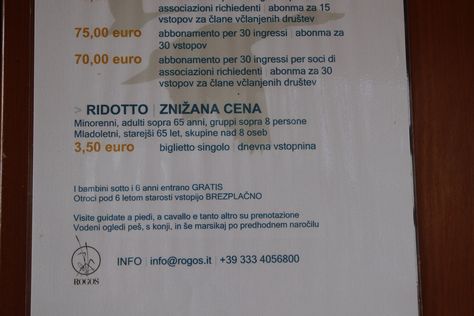 associazioni richiedenti | abonma za 15
vstopov za člane včlanjenih društev
75,00 euro abbonamento per 30 ingressi | abonma za
30 vstopov
70,00 euro abbonamento per 30 ingressi per soci di
associazioni richiedenti | abonma za 30
vstopov za člane včlanjenih društev
> RIDOTTO | ZNIŽANA CENA
Minorenni, adulti sopra 65 anni, gruppi sopra 8 persone
Mladoletni, starejši 65 let, skupine nad 8 oseb
3,50 euro biglietto singolo | dnevna vstopnina
I bambini sotto i 6 anni entrano GRATIS
Otroci pod 6 letom starosti vstopijo BREZPLAČNO
Visite guidate a piedi, a cavallo e tanto altro su prenotazione
Vodeni ogledi peš, s konji, in še marsikaj po predhodnem naročilu
INFO | info@rogos.it | +39 333 4056800
ROGOS